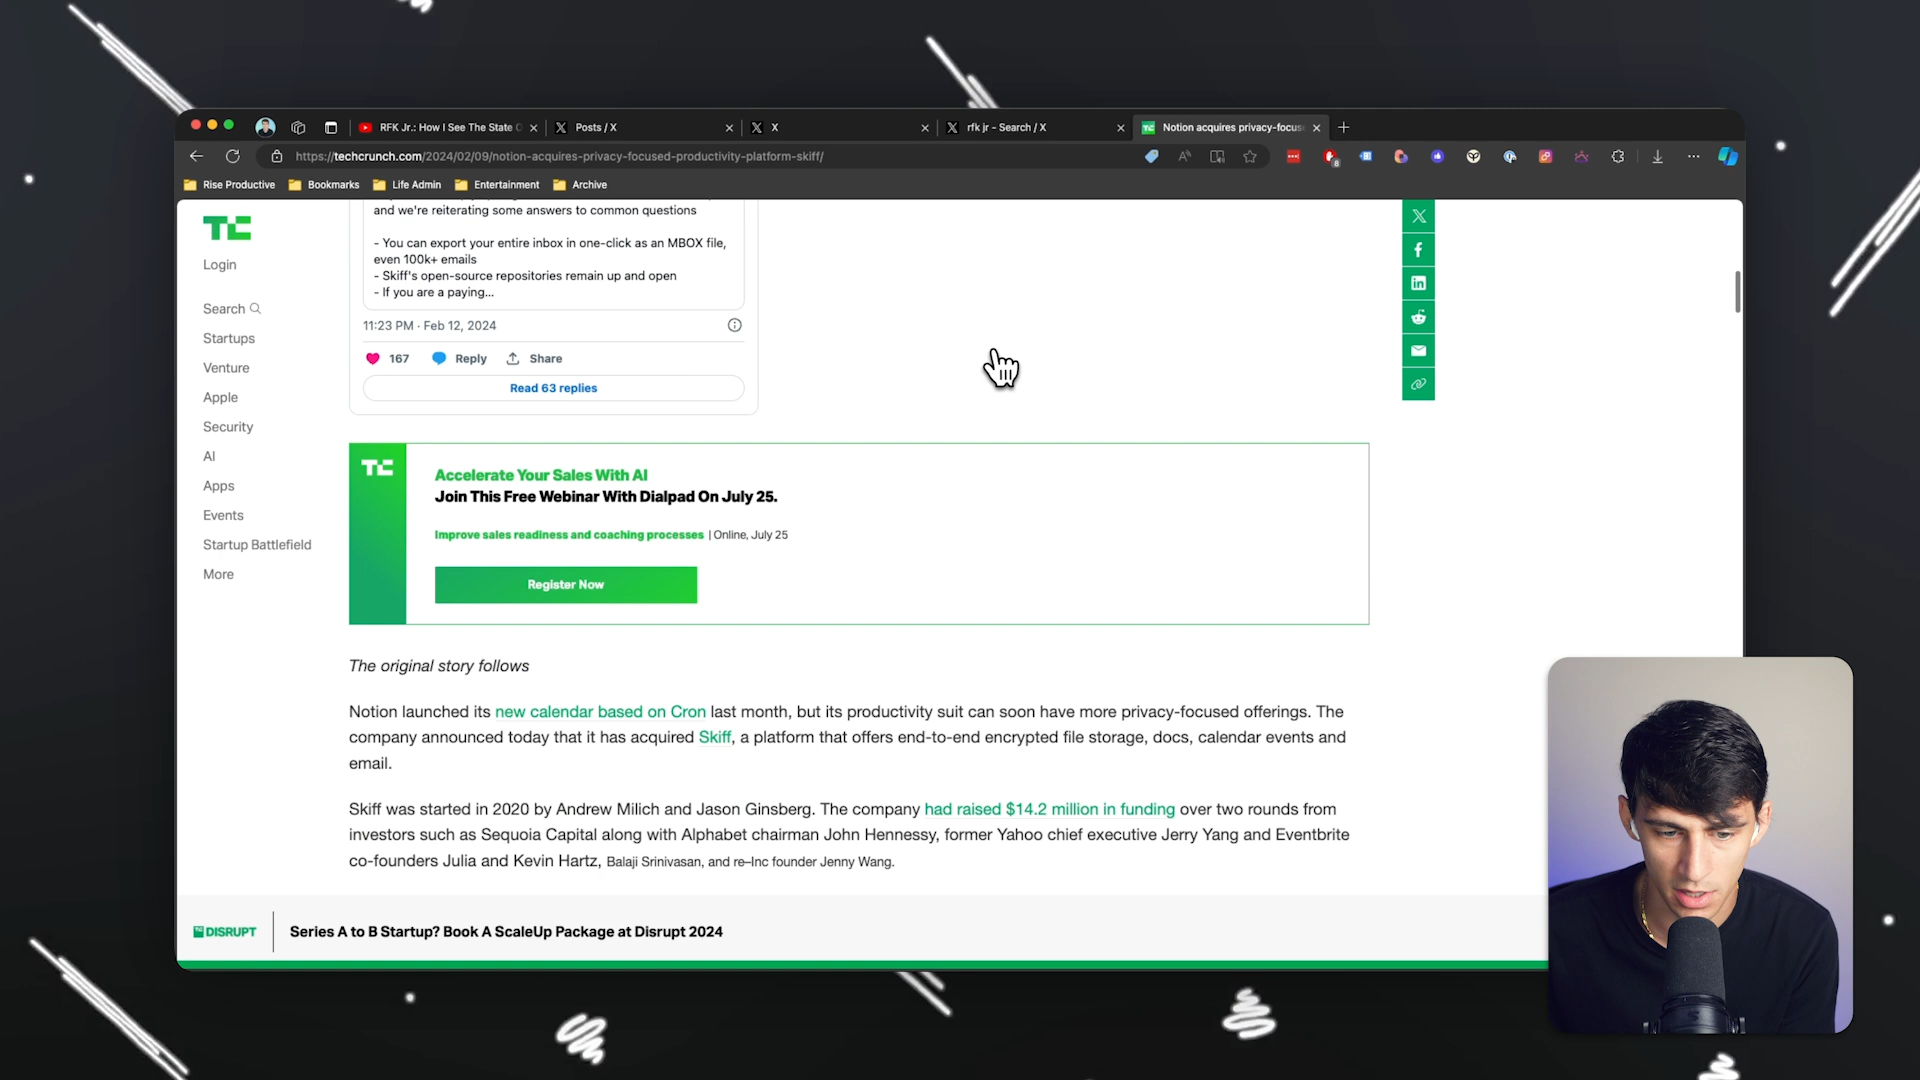 RFK Jr.: How I See The State O
Posts / X
X
rfk jr - Search / X
Notion acquires privacy-focus
https://techcrunch.com/2024/02/09/notion-acquires-privacy-focused-productivity-platform-skiff/
8
Rise Productive
Bookmarks
Life Admin
Entertainment
Archive
TC
Login
Search
Startups
Venture
Apple
Security
AI
Apps
Events
Startup Battlefield
More
and we're reiterating some answers to common questions
- You can export your entire inbox in one-click as an MBOX file,
even 100k+ emails
- Skiff's open-source repositories remain up and open
- If you are a paying...
11:23 PM · Feb 12, 2024
167
Reply
Share
Read 63 replies
TC
Accelerate Your Sales With AI
Join This Free Webinar With Dialpad On July 25.
Improve sales readiness and coaching processes | Online, July 25
Register Now
The original story follows
Notion launched its new calendar based on Cron last month, but its productivity suit can soon have more privacy-focused offerings. The
company announced today that it has acquired Skiff, a platform that offers end-to-end encrypted file storage, docs, calendar events and
email.
Skiff was started in 2020 by Andrew Milich and Jason Ginsberg. The company had raised $14.2 million in funding over two rounds from
investors such as Sequoia Capital along with Alphabet chairman John Hennessy, former Yahoo chief executive Jerry Yang and Eventbrite
co-founders Julia and Kevin Hartz, Balaji Srinivasan, and re–Inc founder Jenny Wang.
TC DISRUPT
Series A to B Startup? Book A ScaleUp Package at Disrupt 2024